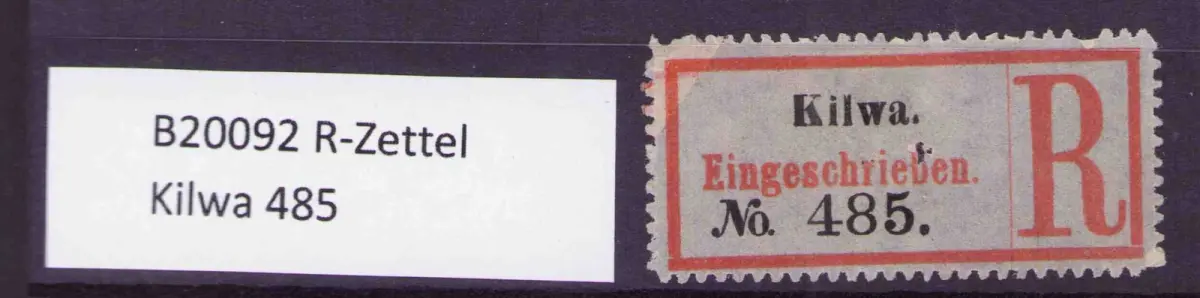 B20092 R-Zettel
Kilwa 485
Kilwa.
Eingeschrieben.
No. 485.
R